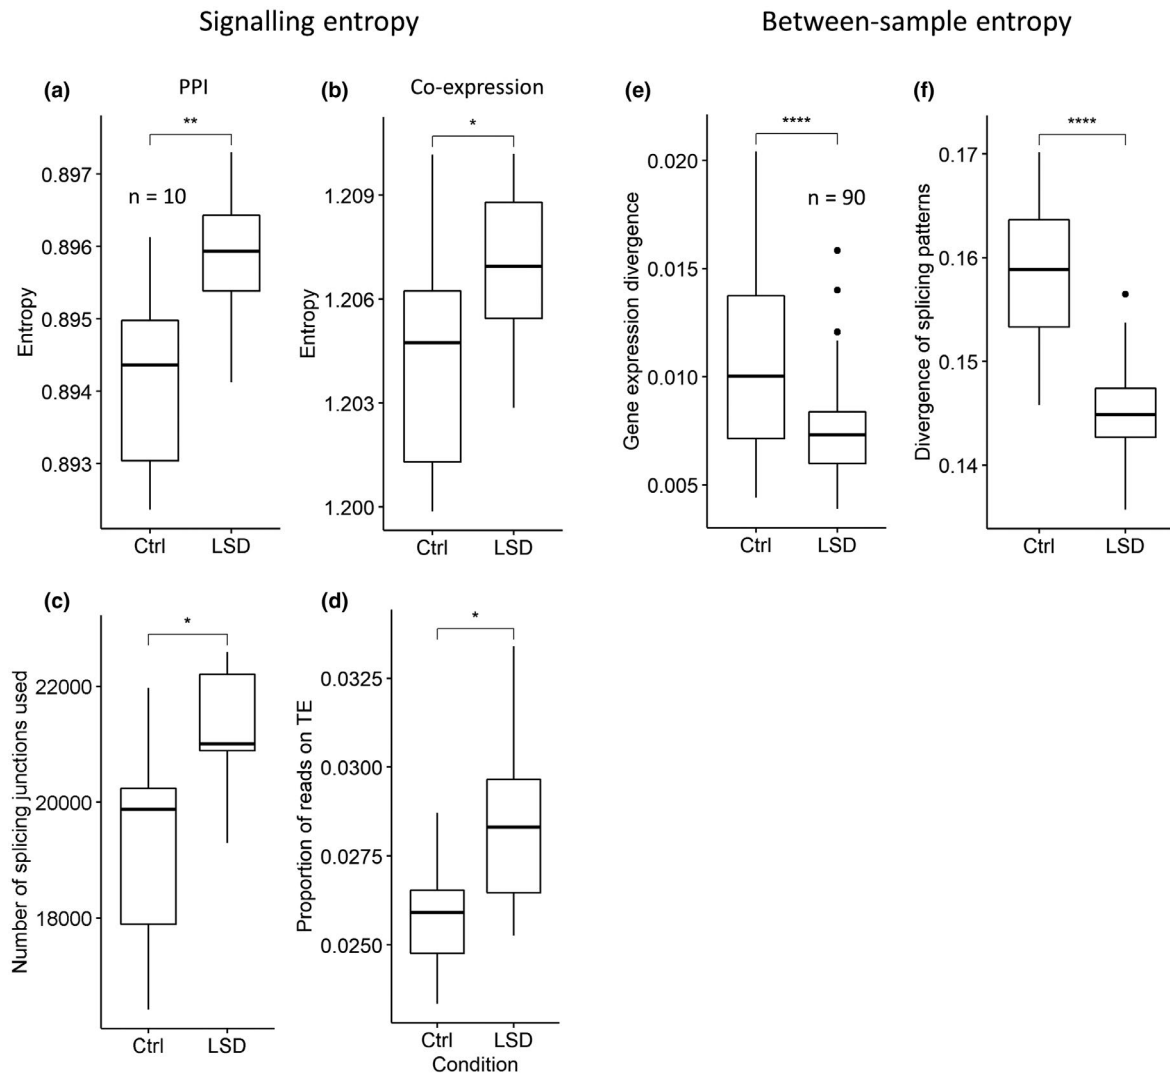 Signalling entropy
Between-sample entropy
(a)
PPI
(b)
Co-expression
(e)
(f)
**
*
****
****
n = 10
n = 90
Entropy
0.897
0.896
0.895
0.894
0.893
Ctrl
LSD
Entropy
1.209
1.206
1.203
1.200
Ctrl
LSD
Gene expression divergence
0.020
0.015
0.010
0.005
Ctrl
LSD
Divergence of splicing patterns
0.17
0.16
0.15
0.14
Ctrl
LSD
(c)
*
Number of splicing junctions used
22000
20000
18000
Ctrl
LSD
(d)
*
Proportion of reads on TE
0.0325
0.0300
0.0275
0.0250
Ctrl
LSD
Condition